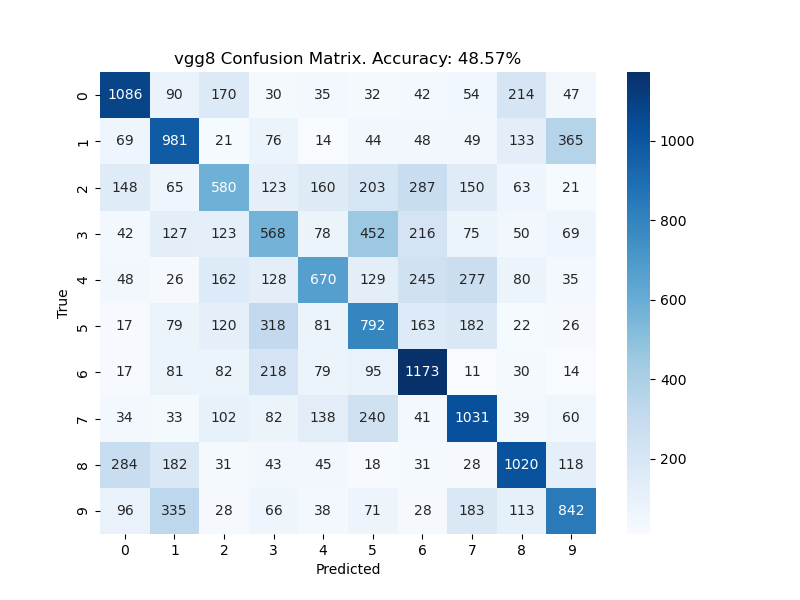 vgg8 Confusion Matrix. Accuracy: 48.57%
0 1086 90 170 30 35 32 42 54 214 47
1 69 981 21 76 14 44 48 49 133 365
2 148 65 580 123 160 203 287 150 63 21
3 42 127 123 568 78 452 216 75 50 69
4 48 26 162 128 670 129 245 277 80 35
5 17 79 120 318 81 792 163 182 22 26
6 17 81 82 218 79 95 1173 11 30 14
7 34 33 102 82 138 240 41 1031 39 60
8 284 182 31 43 45 18 31 28 1020 118
9 96 335 28 66 38 71 28 183 113 842
0 1 2 3 4 5 6 7 8 9
Predicted
True
1000
800
600
400
200